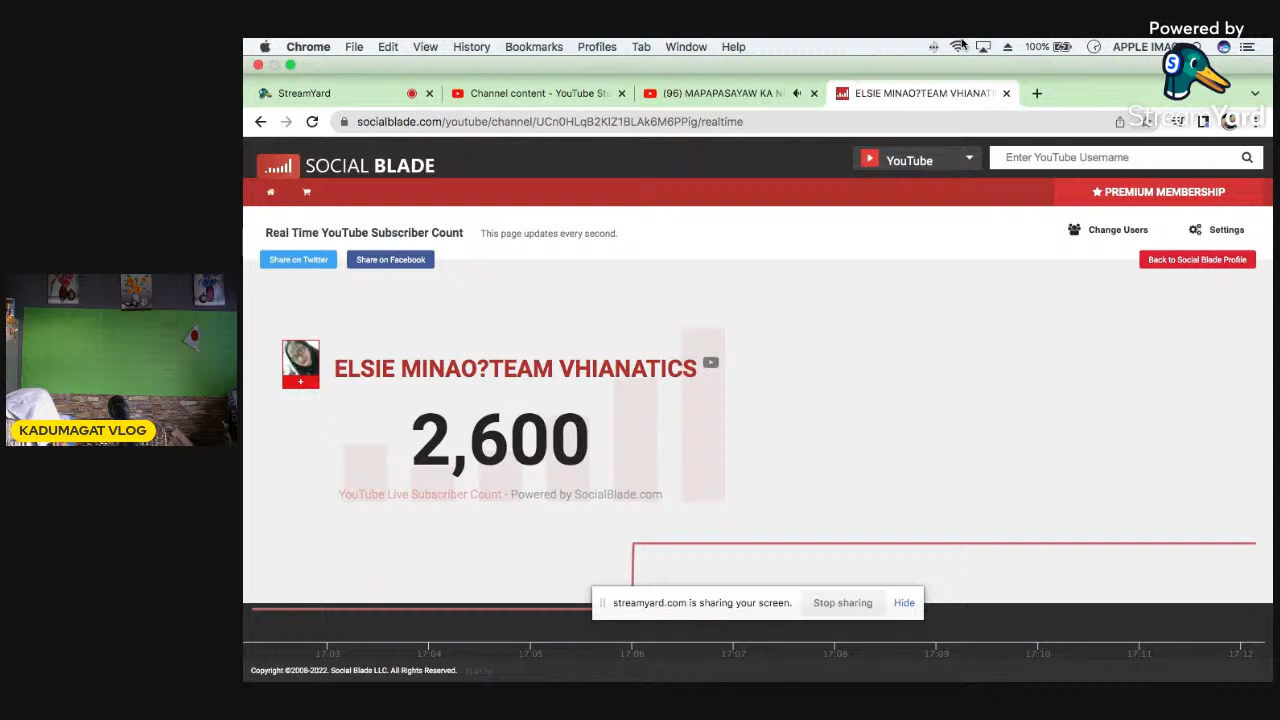 Powered by
StreamYard
Chrome File Edit View History Bookmarks Profiles Tab Window Help 100% APPLE IMAC
StreamYard
Channel content - YouTube Stu
(96) MAPAPASAYAW KA N
ELSIE MINAO?TEAM VHIANAT
socialblade.com/youtube/channel/UCn0HLqB2KlZ1BLAk6M6PPig/realtime
SOCIAL BLADE
YouTube
Enter YouTube Username
PREMIUM MEMBERSHIP
Real Time YouTube Subscriber Count This page updates every second.
Change Users
Settings
Share on Twitter
Share on Facebook
Back to Social Blade Profile
ELSIE MINAO?TEAM VHIANATICS
2,600
YouTube Live Subscriber Count - Powered by SocialBlade.com
KADUMAGAT VLOG
streamyard.com is sharing your screen. Stop sharing Hide
17:03 17:04 17:05 17:06 17:07 17:08 17:09 17:10 17:11 17:12
Copyright ©2008-2022. Social Blade LLC. All Rights Reserved.